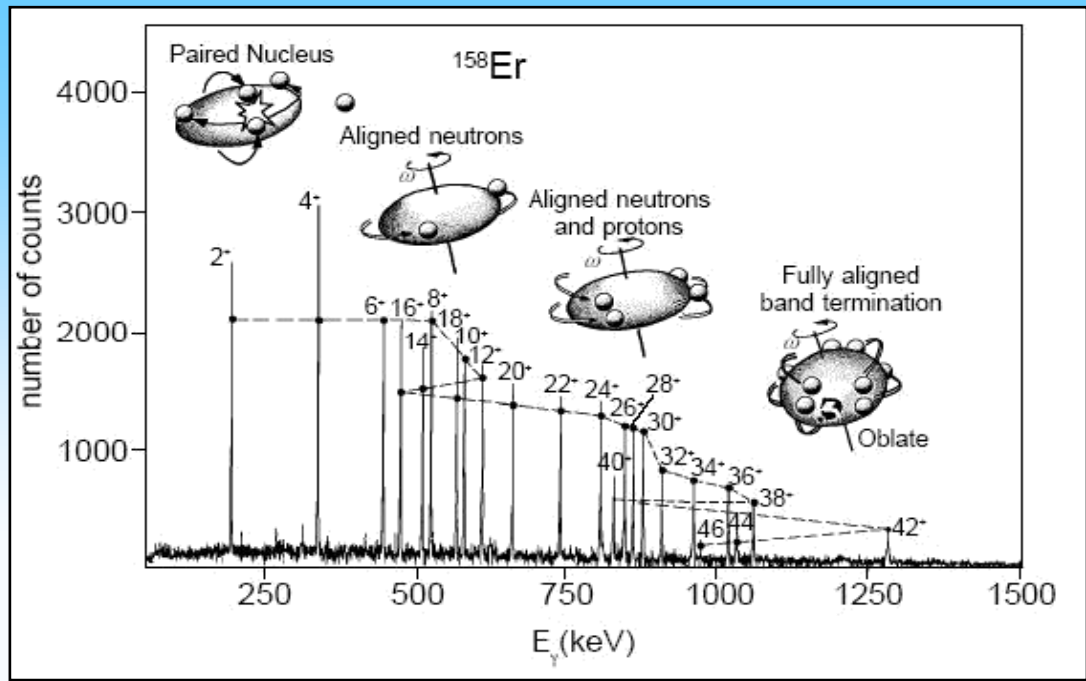 Paired Nucleus
¹⁵⁸Er
Aligned neutrons
ω
Aligned neutrons
and protons
ω
Fully aligned
band termination
ω
Oblate
number of counts
4000
3000
2000
1000
2⁺
4⁺
6⁺
16⁺
8⁺
18⁺
14⁺
10⁺
12⁺
20⁺
22⁺
24⁺
26⁺
28⁺
30⁺
40⁺
32⁺
34⁺
36⁺
38⁺
46
44
42⁺
250
500
750
1000
1250
1500
Eᵧ(keV)